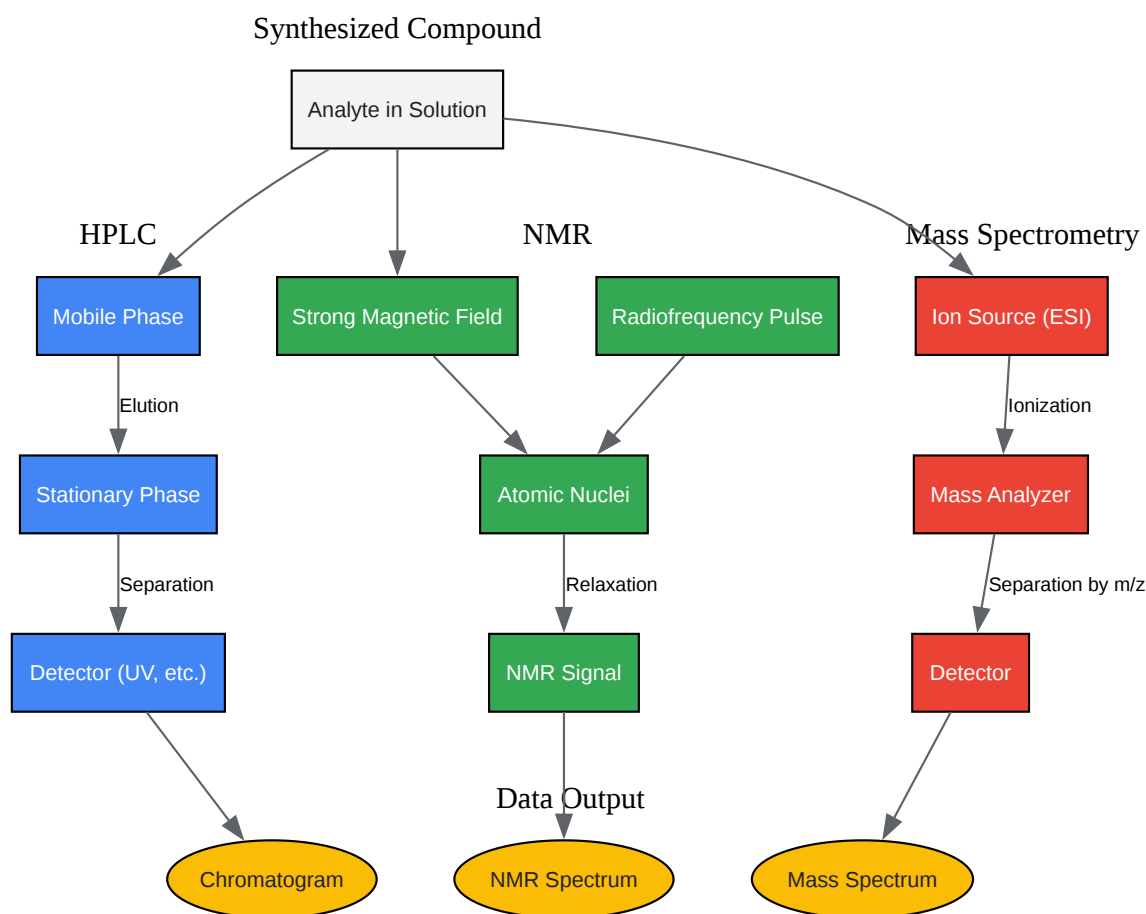 Synthesized Compound
Analyte in Solution
HPLC
NMR
Mass Spectrometry
Mobile Phase
Strong Magnetic Field
Radiofrequency Pulse
Ion Source (ESI)
Elution
Ionization
Stationary Phase
Atomic Nuclei
Mass Analyzer
Separation
Relaxation
Separation by m/z
Detector (UV, etc.)
NMR Signal
Detector
Data Output
Chromatogram
NMR Spectrum
Mass Spectrum